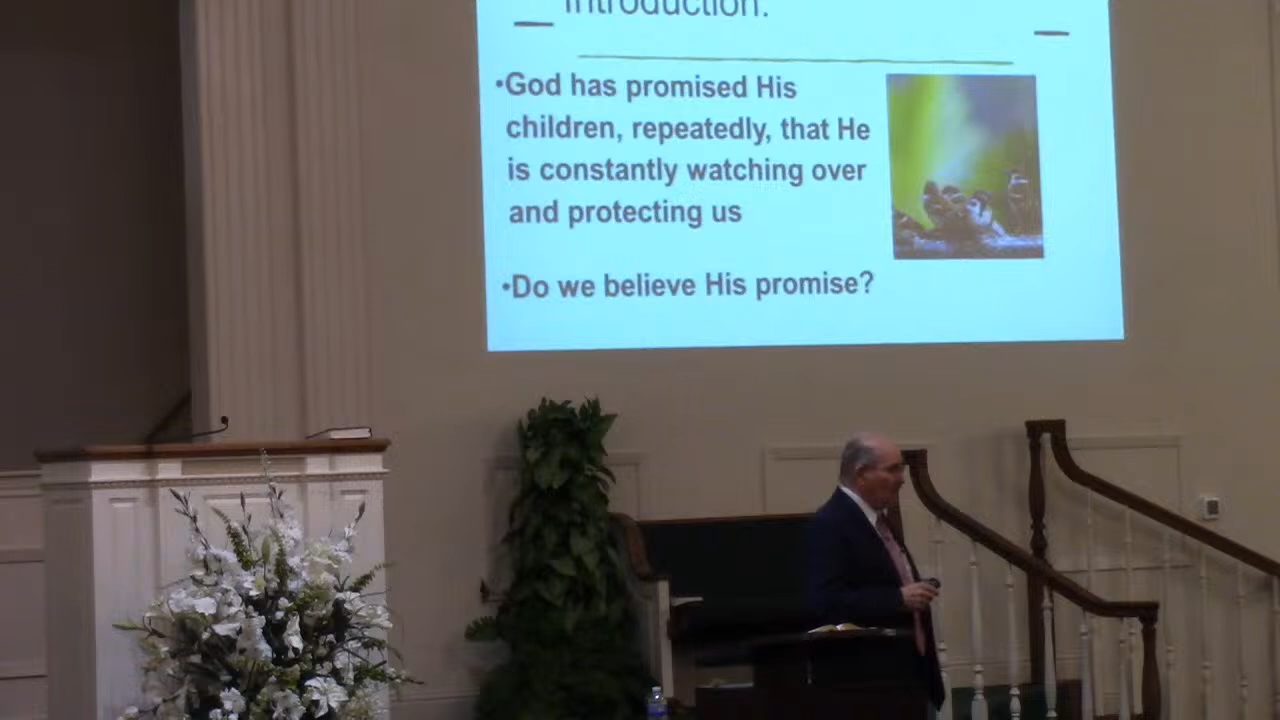 Introduction:
•God has promised His
children, repeatedly, that He
is constantly watching over
and protecting us
•Do we believe His promise?